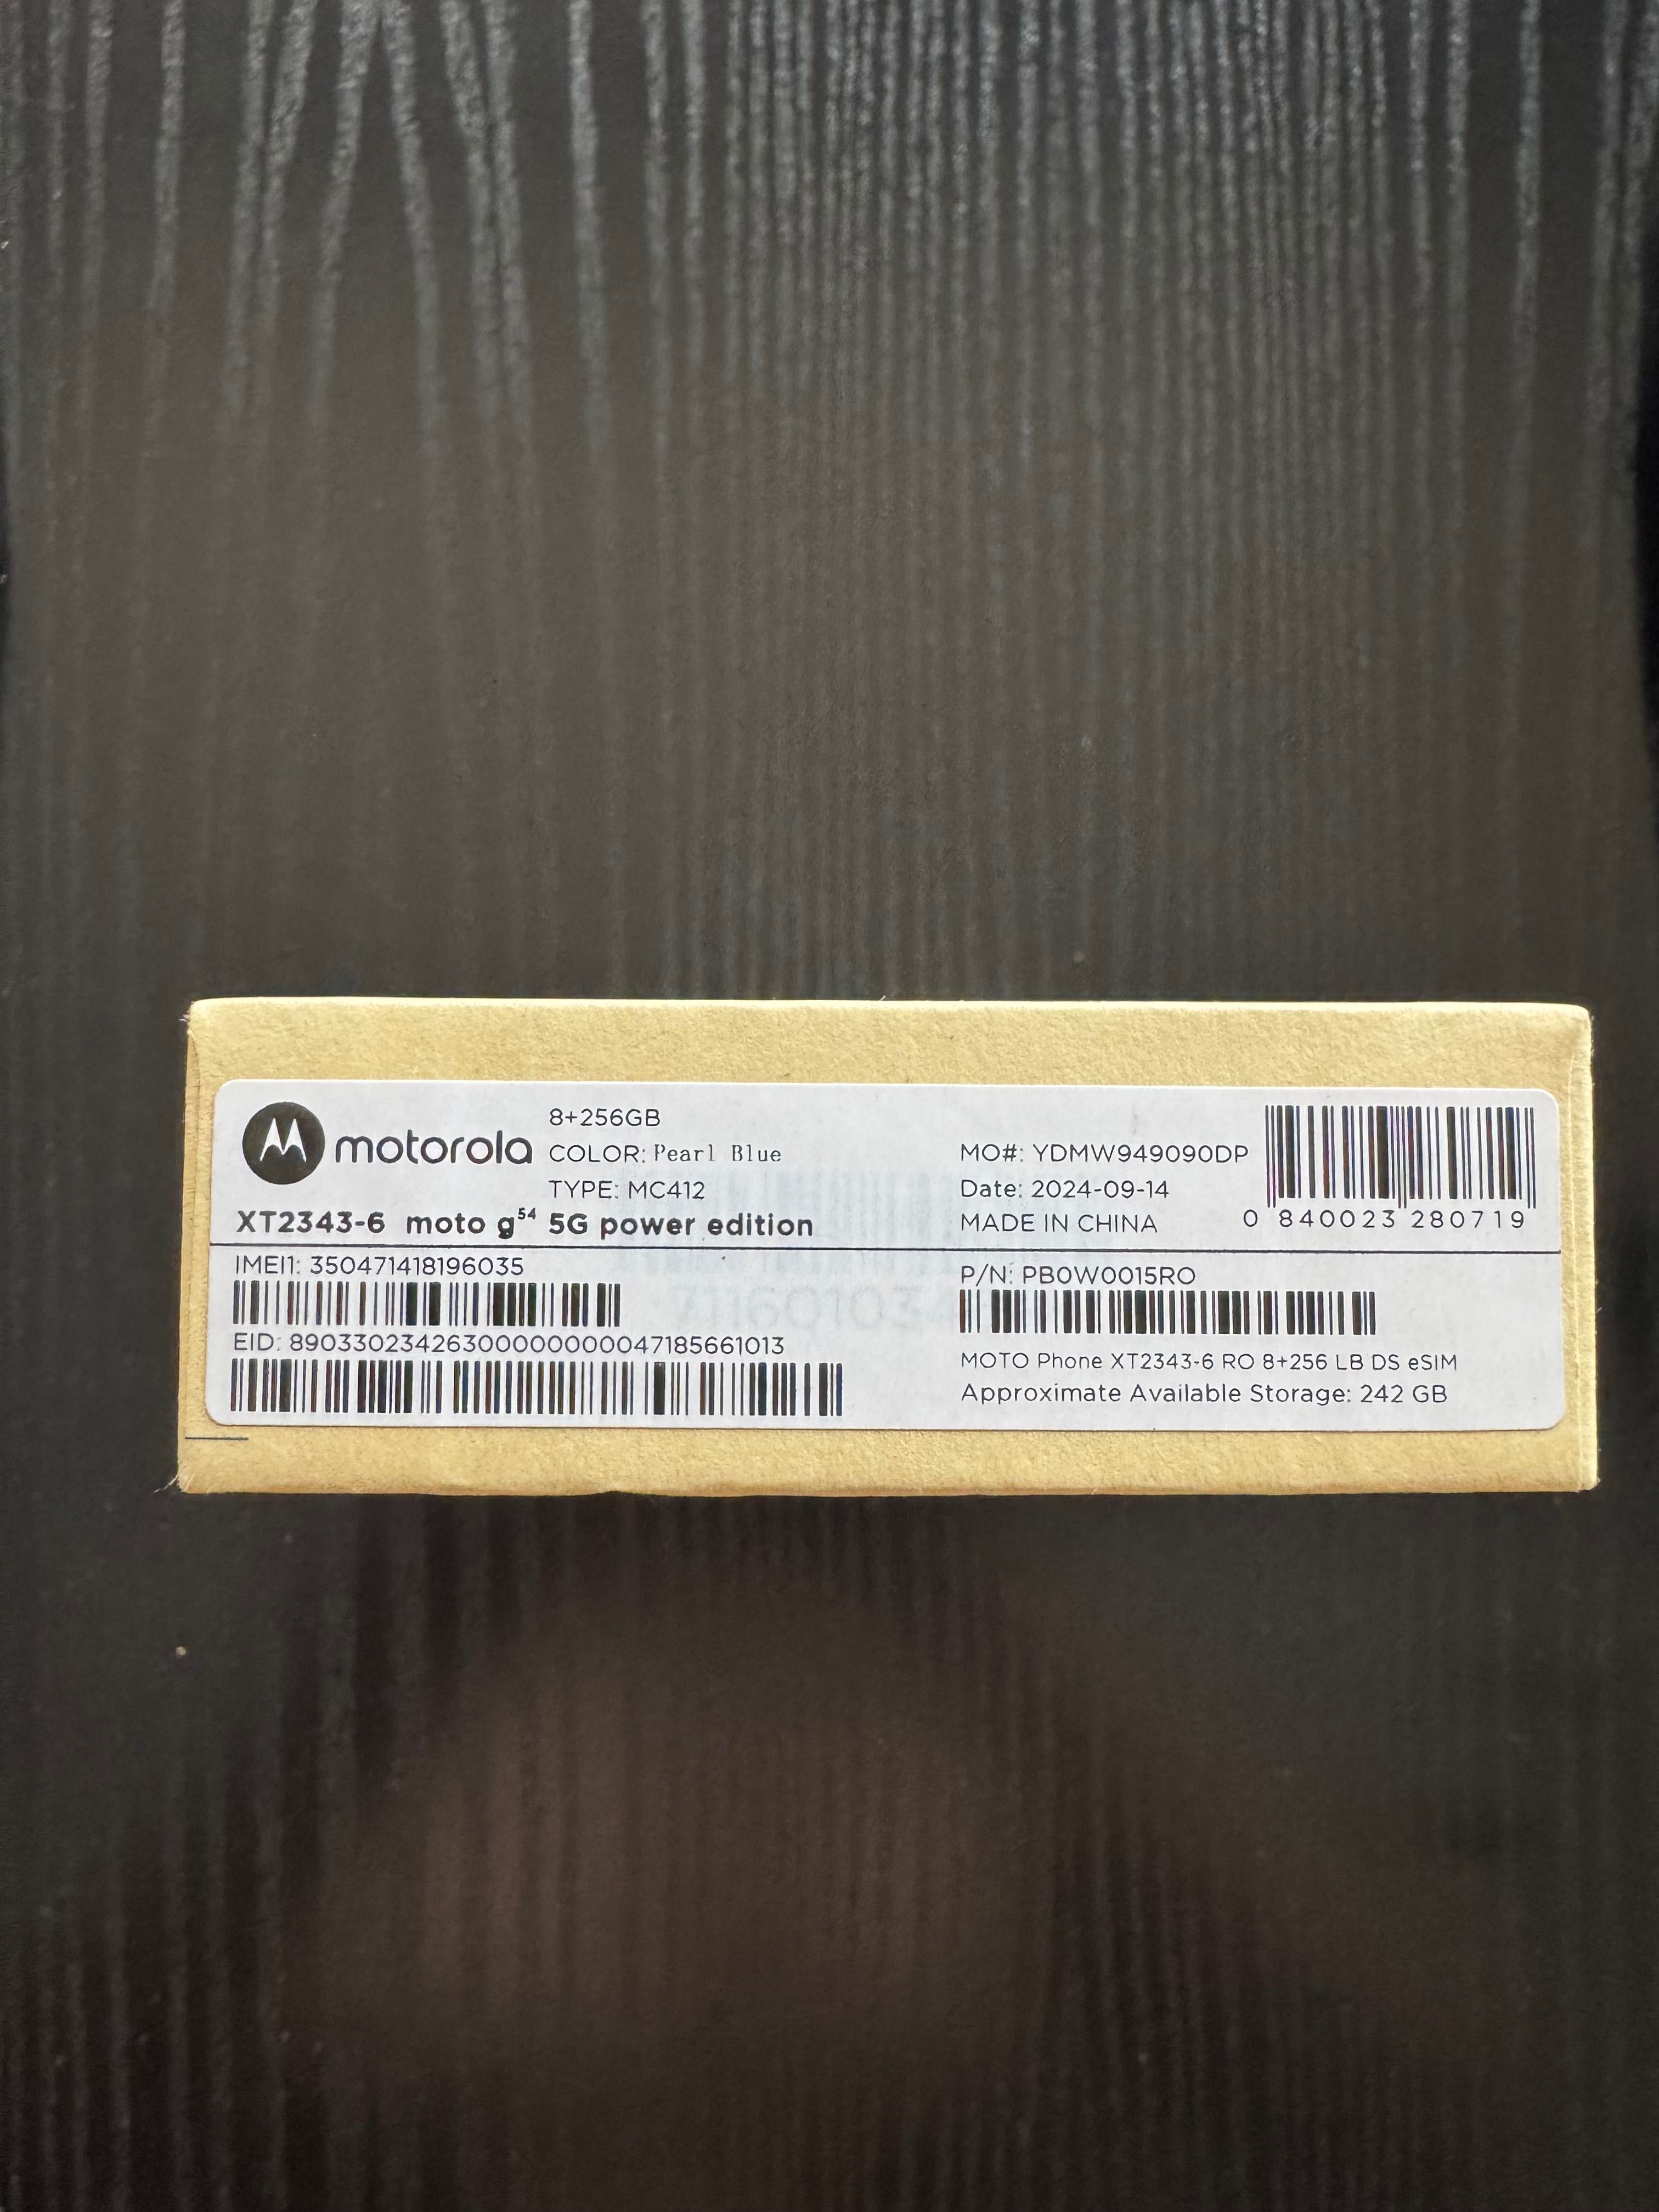 motorola
8+256GB
COLOR: Pearl Blue
TYPE: MC412
XT2343-6 moto g54 5G power edition
MO#: YDMW949090DP
Date: 2024-09-14
MADE IN CHINA
0 840023 280719
IMEI1: 350471418196035
EID: 89033023426300000000047185661013
P/N: PB0W0015RO
MOTO Phone XT2343-6 RO 8+256 LB DS eSIM
Approximate Available Storage: 242 GB